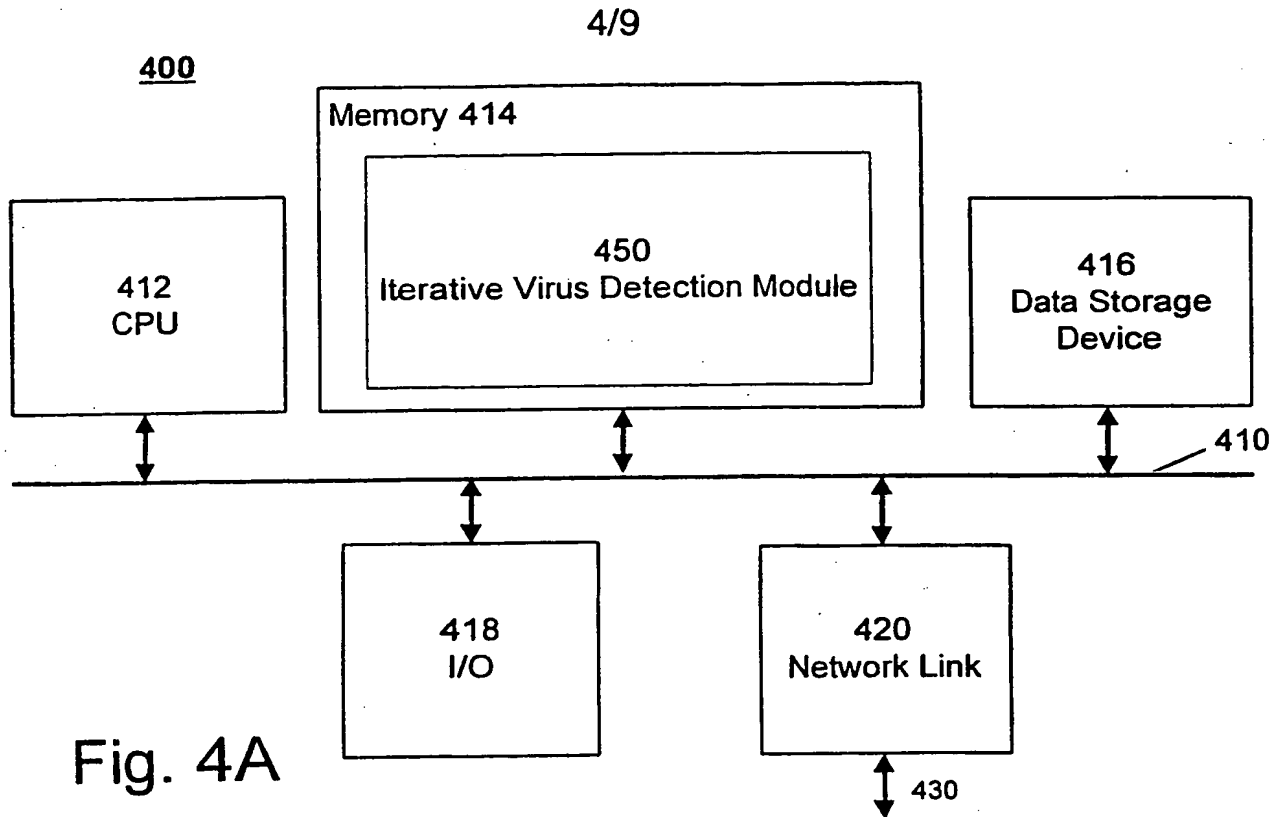 4/9
400
Memory 414
450
Iterative Virus Detection Module
412
CPU
416
Data Storage
Device
410
418
I/O
420
Network Link
430
Fig. 4A